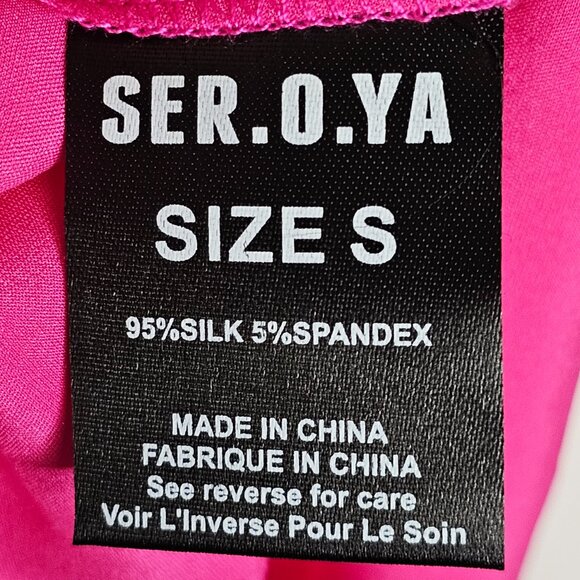 SER.O.YA
SIZE S
95%SILK 5%SPANDEX
MADE IN CHINA
FABRIQUE IN CHINA
See reverse for care
Voir L'Inverse Pour Le Soin